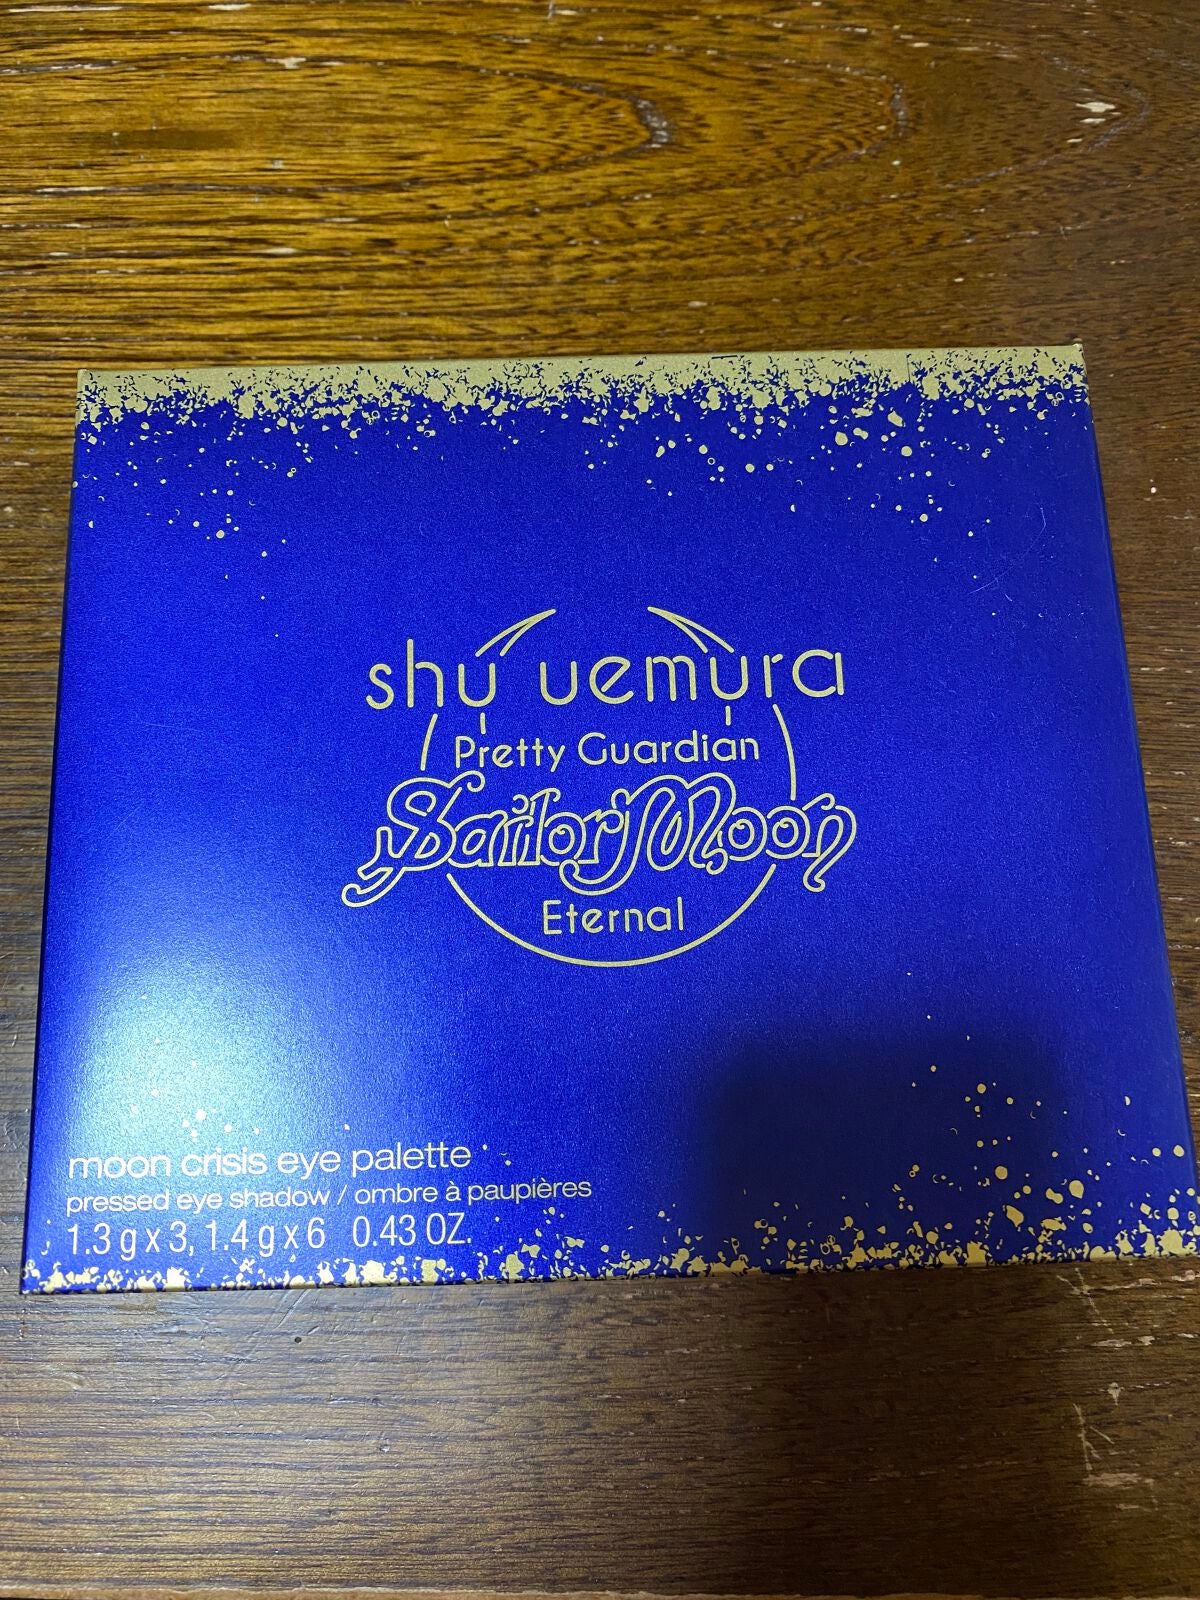 shu uemura
Pretty Guardian
Sailor Moon
Eternal
moon crisis eye palette
pressed eye shadow / ombre à paupières
1.3 g x 3, 1.4 g x 6 0.43 OZ.